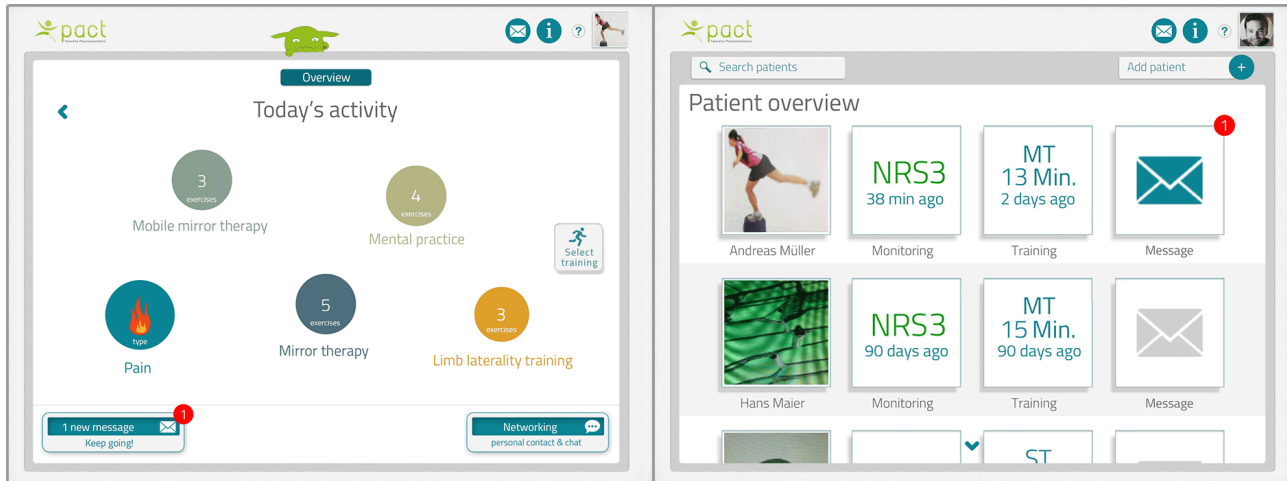 pact
?
Overview
Today's activity
3
exercises
Mobile mirror therapy
4
exercises
Mental practice
Select
training
type
Pain
5
exercises
Mirror therapy
3
exercises
Limb laterality training
1
1 new message
Keep going!
Networking
personal contact & chat
pact
?
Search patients
Add patient
+
Patient overview
1
NRS3
38 min ago
MT
13 Min.
2 days ago
Andreas Müller
Monitoring
Training
Message
NRS3
90 days ago
MT
15 Min.
90 days ago
Hans Maier
Monitoring
Training
Message
ST